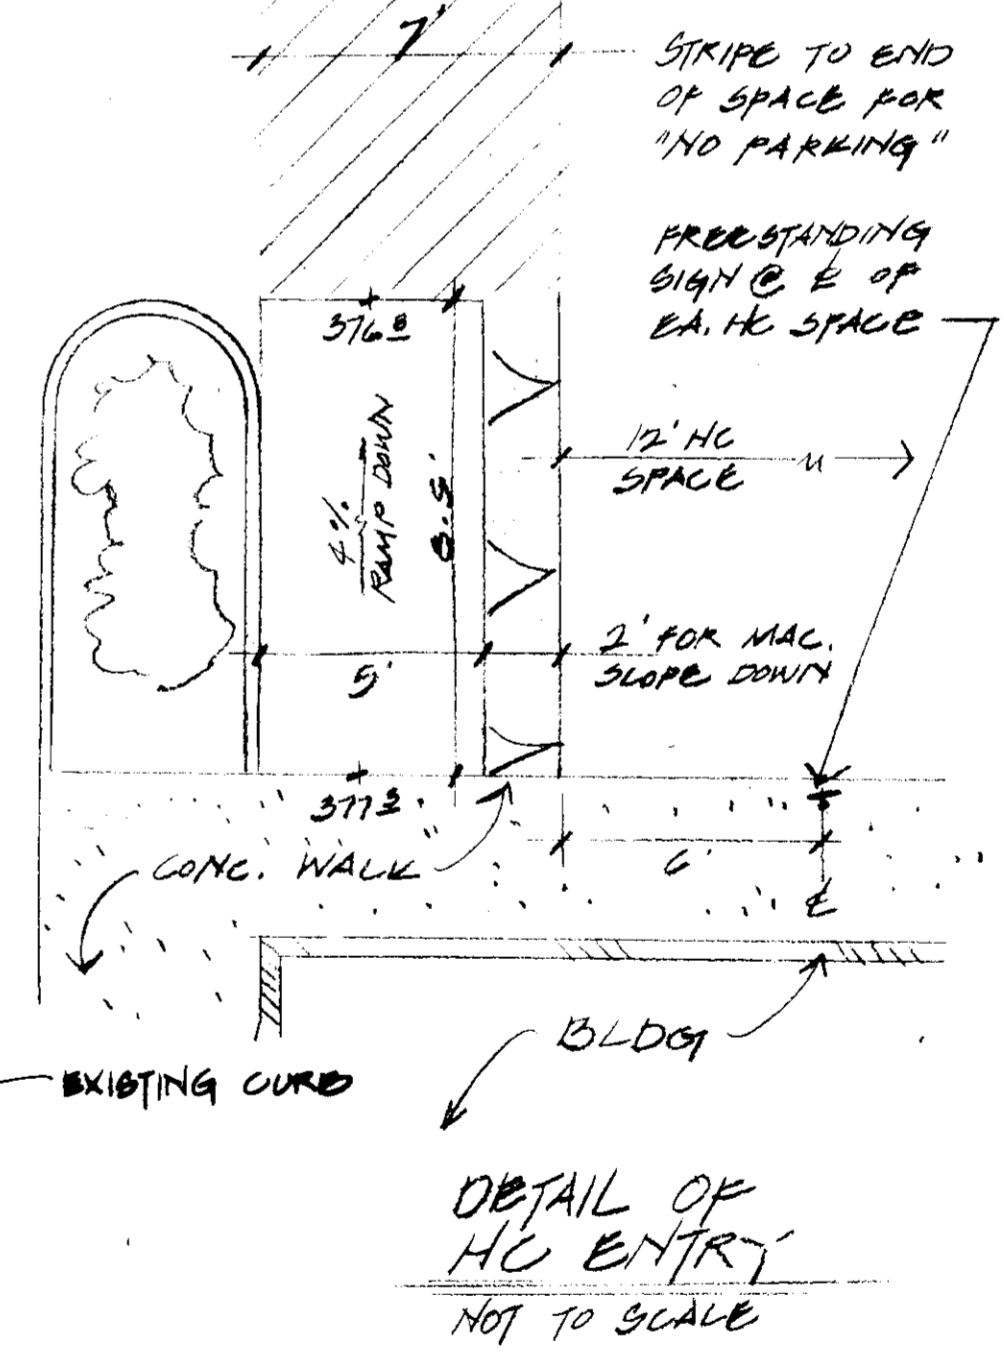 7'
STRIPE TO END
OF SPACE FOR
"NO PARKING"
FREESTANDING
SIGN @ ℄ OF
EA. HC SPACE
376 8
4%
RAMP DOWN
8.5'
12' HC
SPACE
2' FOR MAC.
SLOPE DOWN
5'
377 3
CONC. WALK
6'
℄
BLDG
EXISTING CURB
DETAIL OF
HC ENTRY
NOT TO SCALE